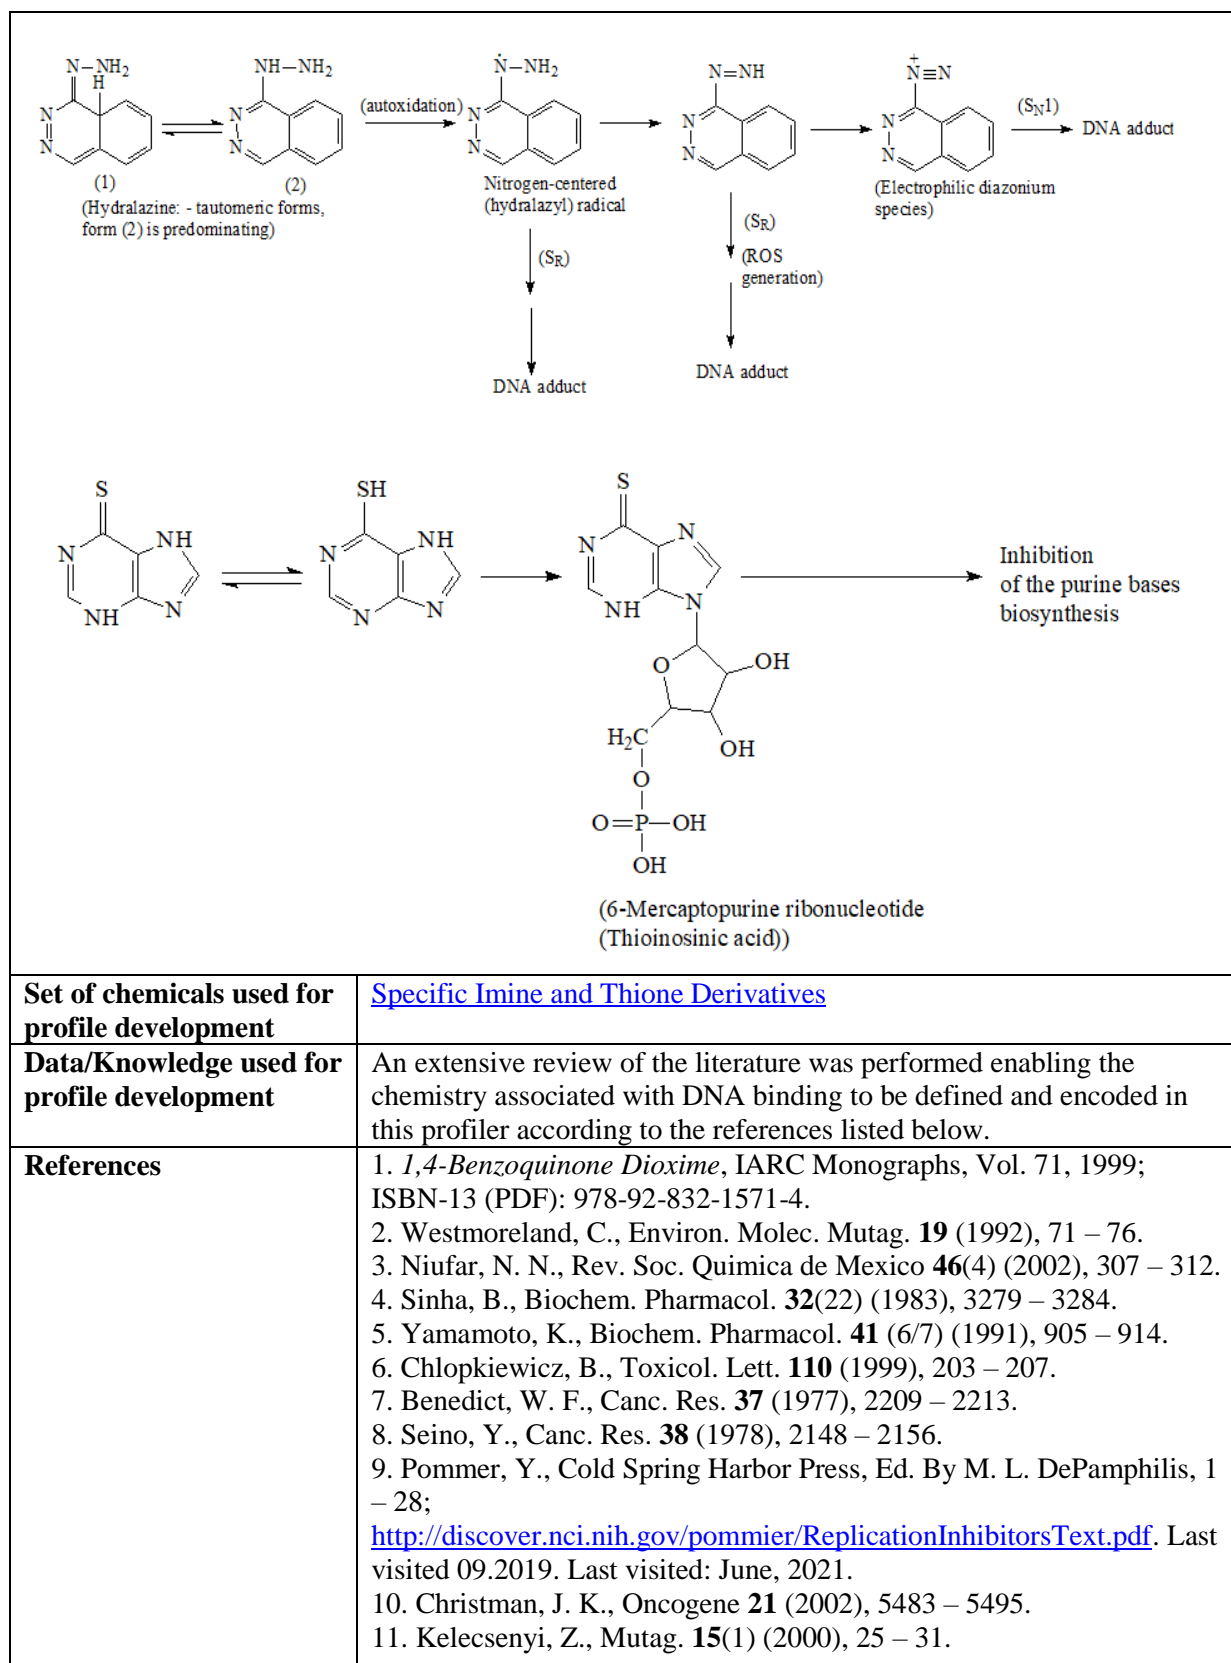 N–NH2
H
N
N
(1)
NH–NH2
N
N
(2)
(Hydralazine: - tautomeric forms,
form (2) is predominating)
(autoxidation)
Ṅ–NH2
N
N
Nitrogen-centered
(hydralazyl) radical
(SR)
DNA adduct
N=NH
N
N
(SR)
(ROS
generation)
DNA adduct
+
N≡N
N
N
(Electrophilic diazonium
species)
(SN1)
DNA adduct
S
N
NH
NH
N
SH
N
NH
N
N
S
N
N
NH
N
O
OH
H2C
OH
O
O=P–OH
OH
(6-Mercaptopurine ribonucleotide
(Thioinosinic acid))
Inhibition
of the purine bases
biosynthesis
Set of chemicals used for
profile development
Specific Imine and Thione Derivatives
Data/Knowledge used for
profile development
An extensive review of the literature was performed enabling the
chemistry associated with DNA binding to be defined and encoded in
this profiler according to the references listed below.
References
1. 1,4-Benzoquinone Dioxime, IARC Monographs, Vol. 71, 1999;
ISBN-13 (PDF): 978-92-832-1571-4.
2. Westmoreland, C., Environ. Molec. Mutag. 19 (1992), 71 – 76.
3. Niufar, N. N., Rev. Soc. Quimica de Mexico 46(4) (2002), 307 – 312.
4. Sinha, B., Biochem. Pharmacol. 32(22) (1983), 3279 – 3284.
5. Yamamoto, K., Biochem. Pharmacol. 41 (6/7) (1991), 905 – 914.
6. Chlopkiewicz, B., Toxicol. Lett. 110 (1999), 203 – 207.
7. Benedict, W. F., Canc. Res. 37 (1977), 2209 – 2213.
8. Seino, Y., Canc. Res. 38 (1978), 2148 – 2156.
9. Pommer, Y., Cold Spring Harbor Press, Ed. By M. L. DePamphilis, 1
– 28;
http://discover.nci.nih.gov/pommier/ReplicationInhibitorsText.pdf. Last
visited 09.2019. Last visited: June, 2021.
10. Christman, J. K., Oncogene 21 (2002), 5483 – 5495.
11. Kelecsenyi, Z., Mutag. 15(1) (2000), 25 – 31.